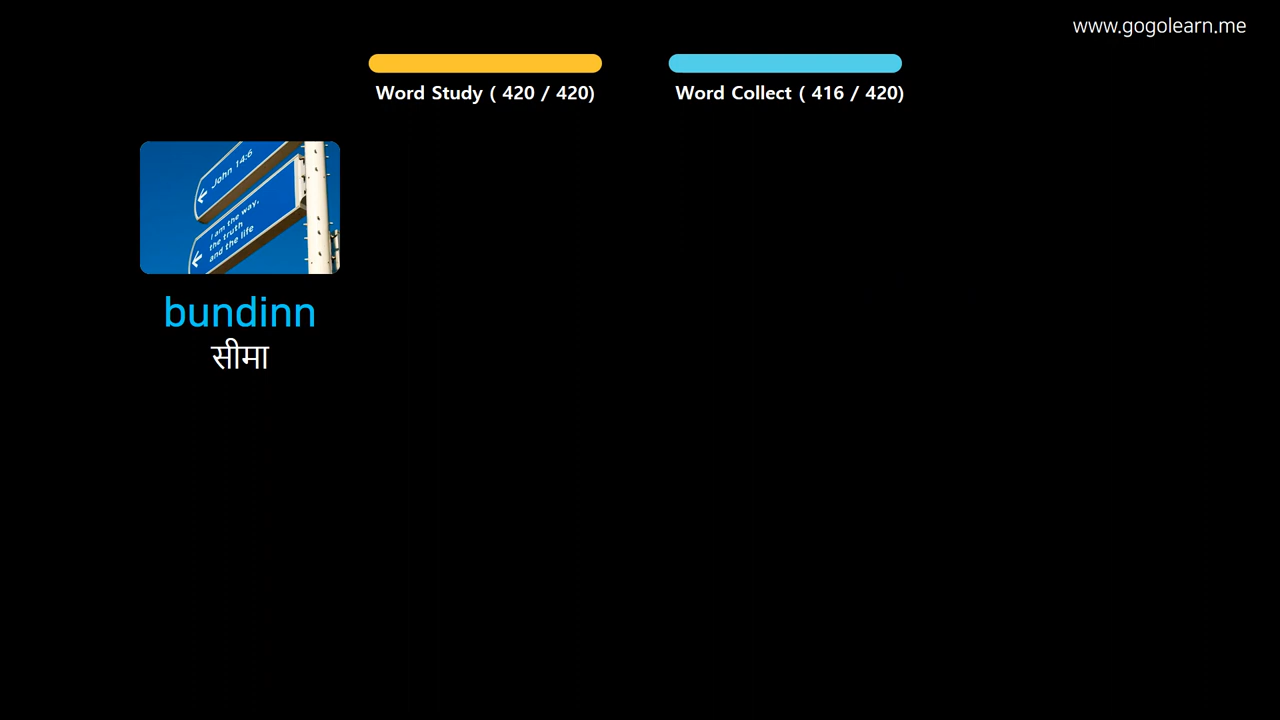 www.gogolearn.me
Word Study ( 420 / 420)
Word Collect ( 416 / 420)
John 14:6
I am the way,
the truth
and the life
bundinn
सीमा